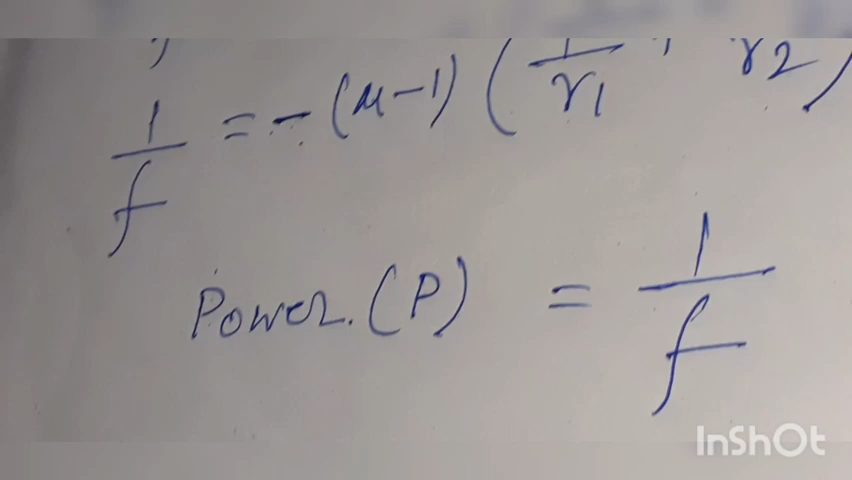 1/f = - (μ-1) (1/r1 + 1/r2)
Power. (P) = 1/f
InShOt